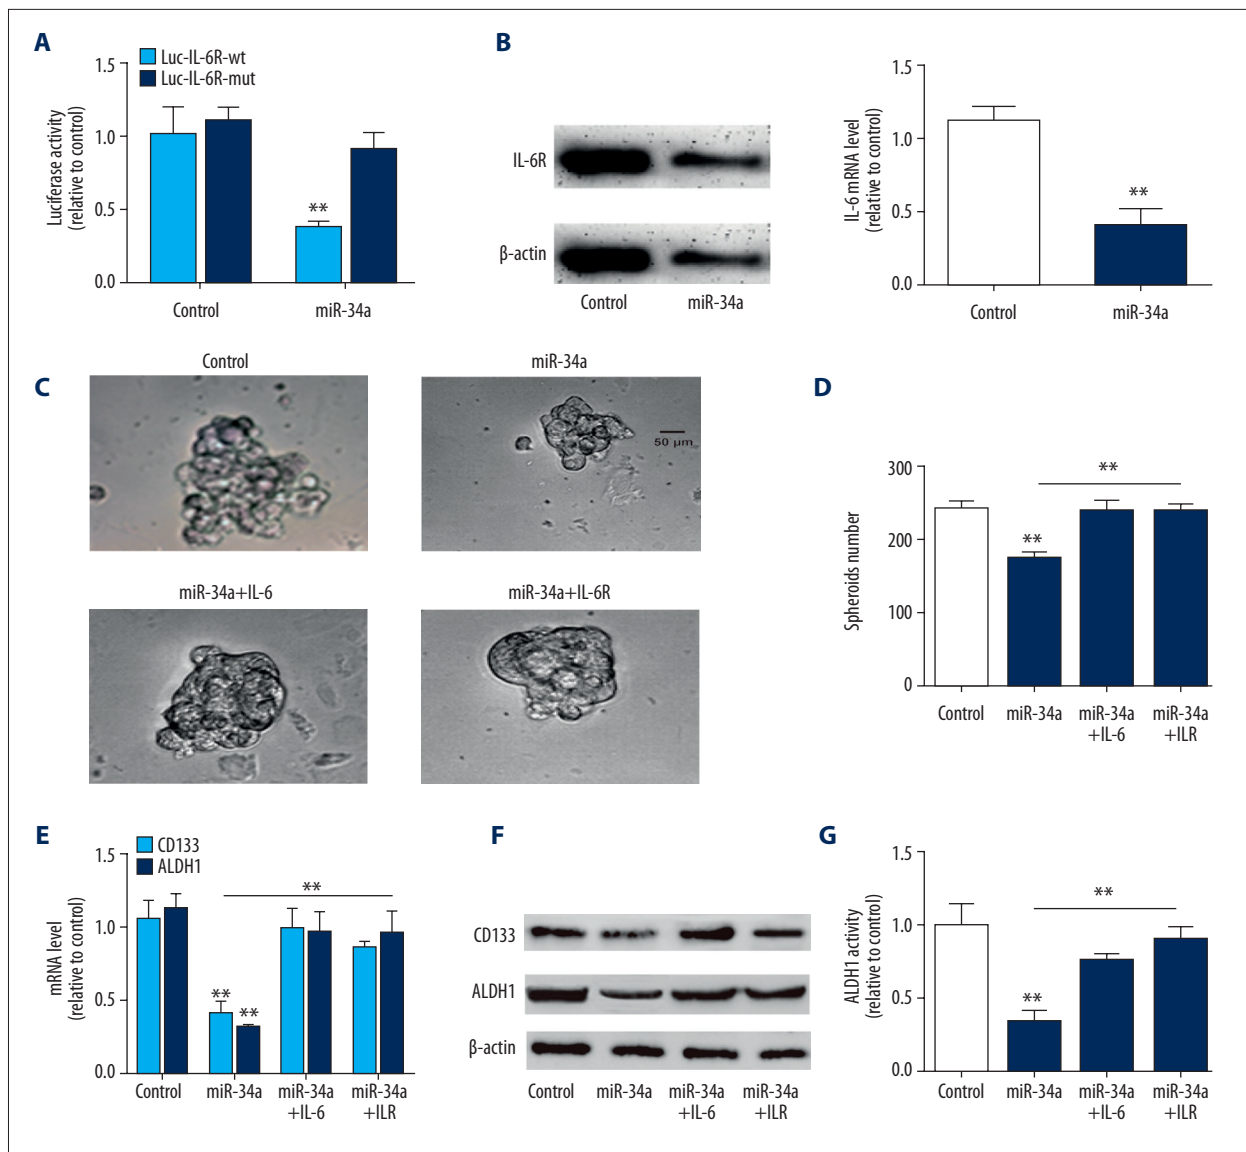 A
Luc-IL-6R-wt
Luc-IL-6R-mut
Luciferase activity
(relative to control)
1.5
1.0
0.5
0.0
**
Control
miR-34a
B
IL-6R
β-actin
Control
miR-34a
IL-6 mRNA level
(relative to control)
1.5
1.0
0.5
0.0
**
Control
miR-34a
C
Control
miR-34a
50 µm
miR-34a+IL-6
miR-34a+IL-6R
D
Spheroids number
300
200
100
0
**
**
Control
miR-34a
miR-34a
+IL-6
miR-34a
+ILR
E
CD133
ALDH1
mRNA level
(relative to control)
1.5
1.0
0.5
0.0
**
**
**
Control
miR-34a
miR-34a
+IL-6
miR-34a
+ILR
F
CD133
ALDH1
β-actin
Control
miR-34a
miR-34a
+IL-6
miR-34a
+ILR
G
ALDH1 activity
(relative to control)
1.5
1.0
0.5
0.0
**
**
Control
miR-34a
miR-34a
+IL-6
miR-34a
+ILR